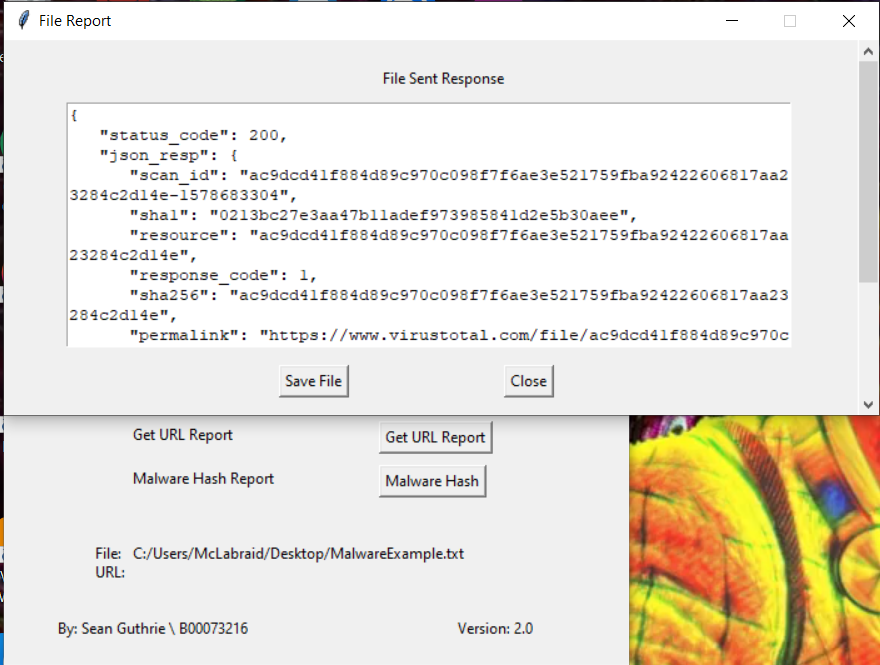 File Report
File Sent Response
{
"status_code": 200,
"json_resp": {
"scan_id": "ac9dcd41f884d89c970c098f7f6ae3e521759fba92422606817aa2
3284c2d14e-1578683304",
"sha1": "0213bc27e3aa47b11adef973985841d2e5b30aee",
"resource": "ac9dcd41f884d89c970c098f7f6ae3e521759fba92422606817aa
23284c2d14e",
"response_code": 1,
"sha256": "ac9dcd41f884d89c970c098f7f6ae3e521759fba92422606817aa23
284c2d14e",
"permalink": "https://www.virustotal.com/file/ac9dcd41f884d89c970c
Save File Close
Get URL Report Get URL Report
Malware Hash Report Malware Hash
File: C:/Users/McLabraid/Desktop/MalwareExample.txt
URL:
By: Sean Guthrie \ B00073216 Version: 2.0